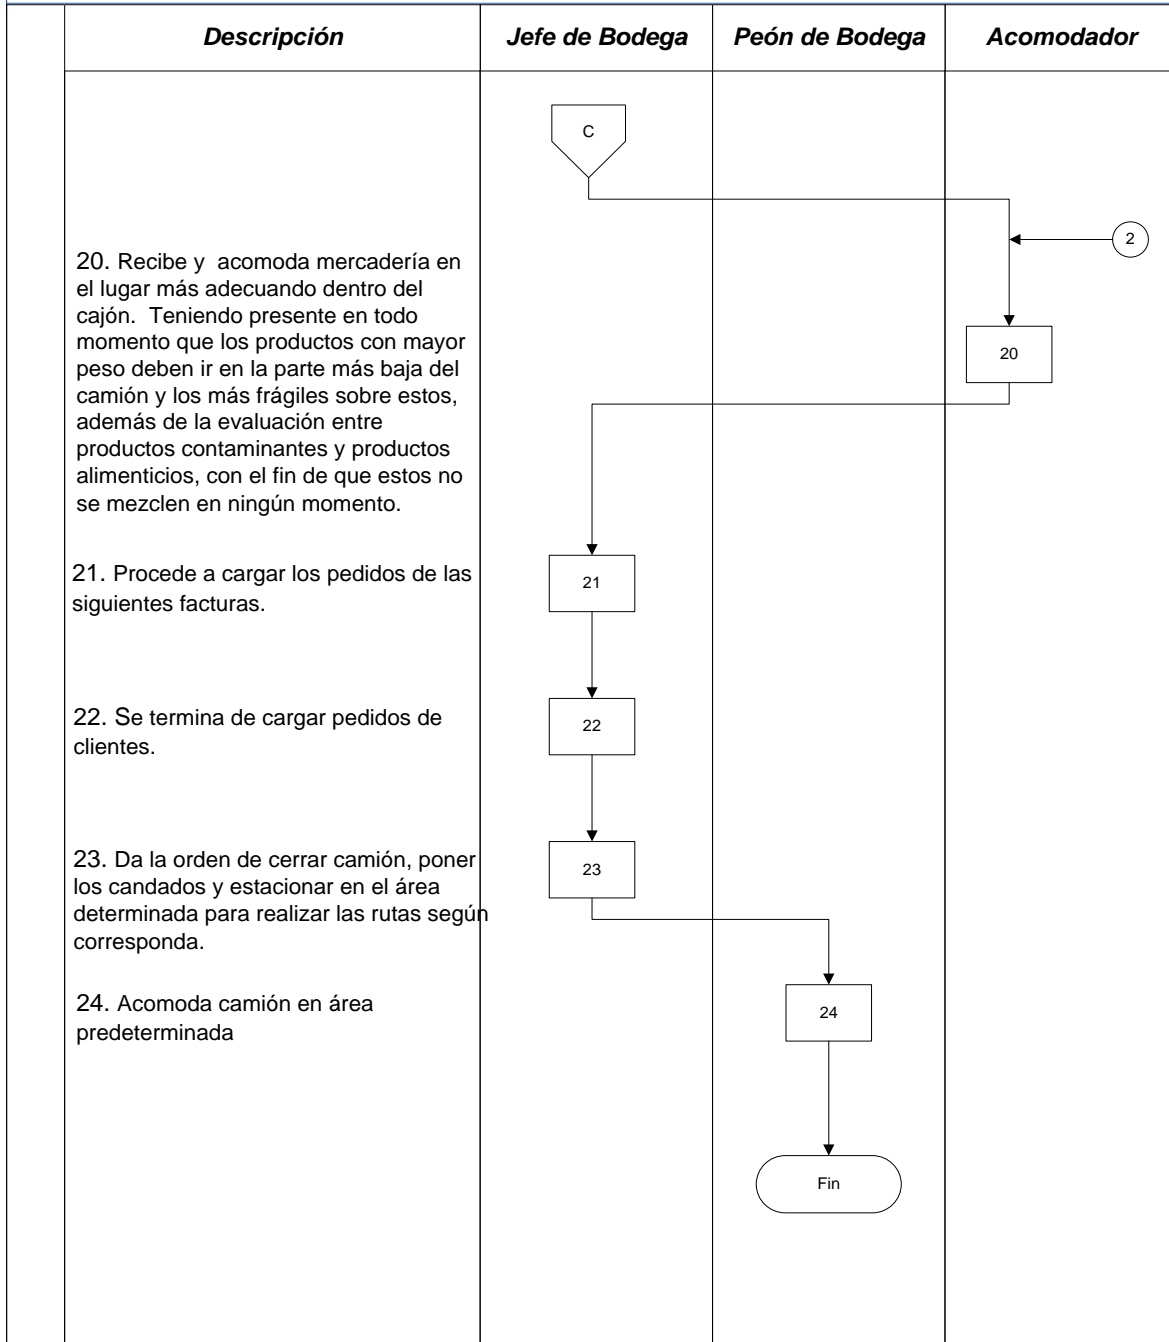 Descripción
Jefe de Bodega
Peón de Bodega
Acomodador
C
2
20. Recibe y  acomoda mercadería en
el lugar más adecuando dentro del
cajón.  Teniendo presente en todo
momento que los productos con mayor
peso deben ir en la parte más baja del
camión y los más frágiles sobre estos,
además de la evaluación entre
productos contaminantes y productos
alimenticios, con el fin de que estos no
se mezclen en ningún momento.
20
21. Procede a cargar los pedidos de las
siguientes facturas.
21
22. Se termina de cargar pedidos de
clientes.
22
23. Da la orden de cerrar camión, poner
los candados y estacionar en el área
determinada para realizar las rutas según
corresponda.
23
24. Acomoda camión en área
predeterminada
24
Fin